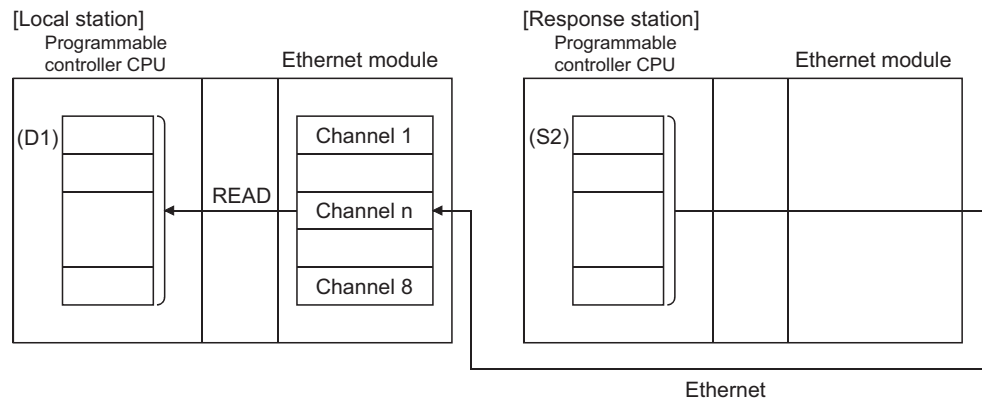 [Local station]
Programmable
controller CPU
Ethernet module
(D1)
READ
Channel 1
Channel n
Channel 8
[Response station]
Programmable
controller CPU
Ethernet module
(S2)
Ethernet